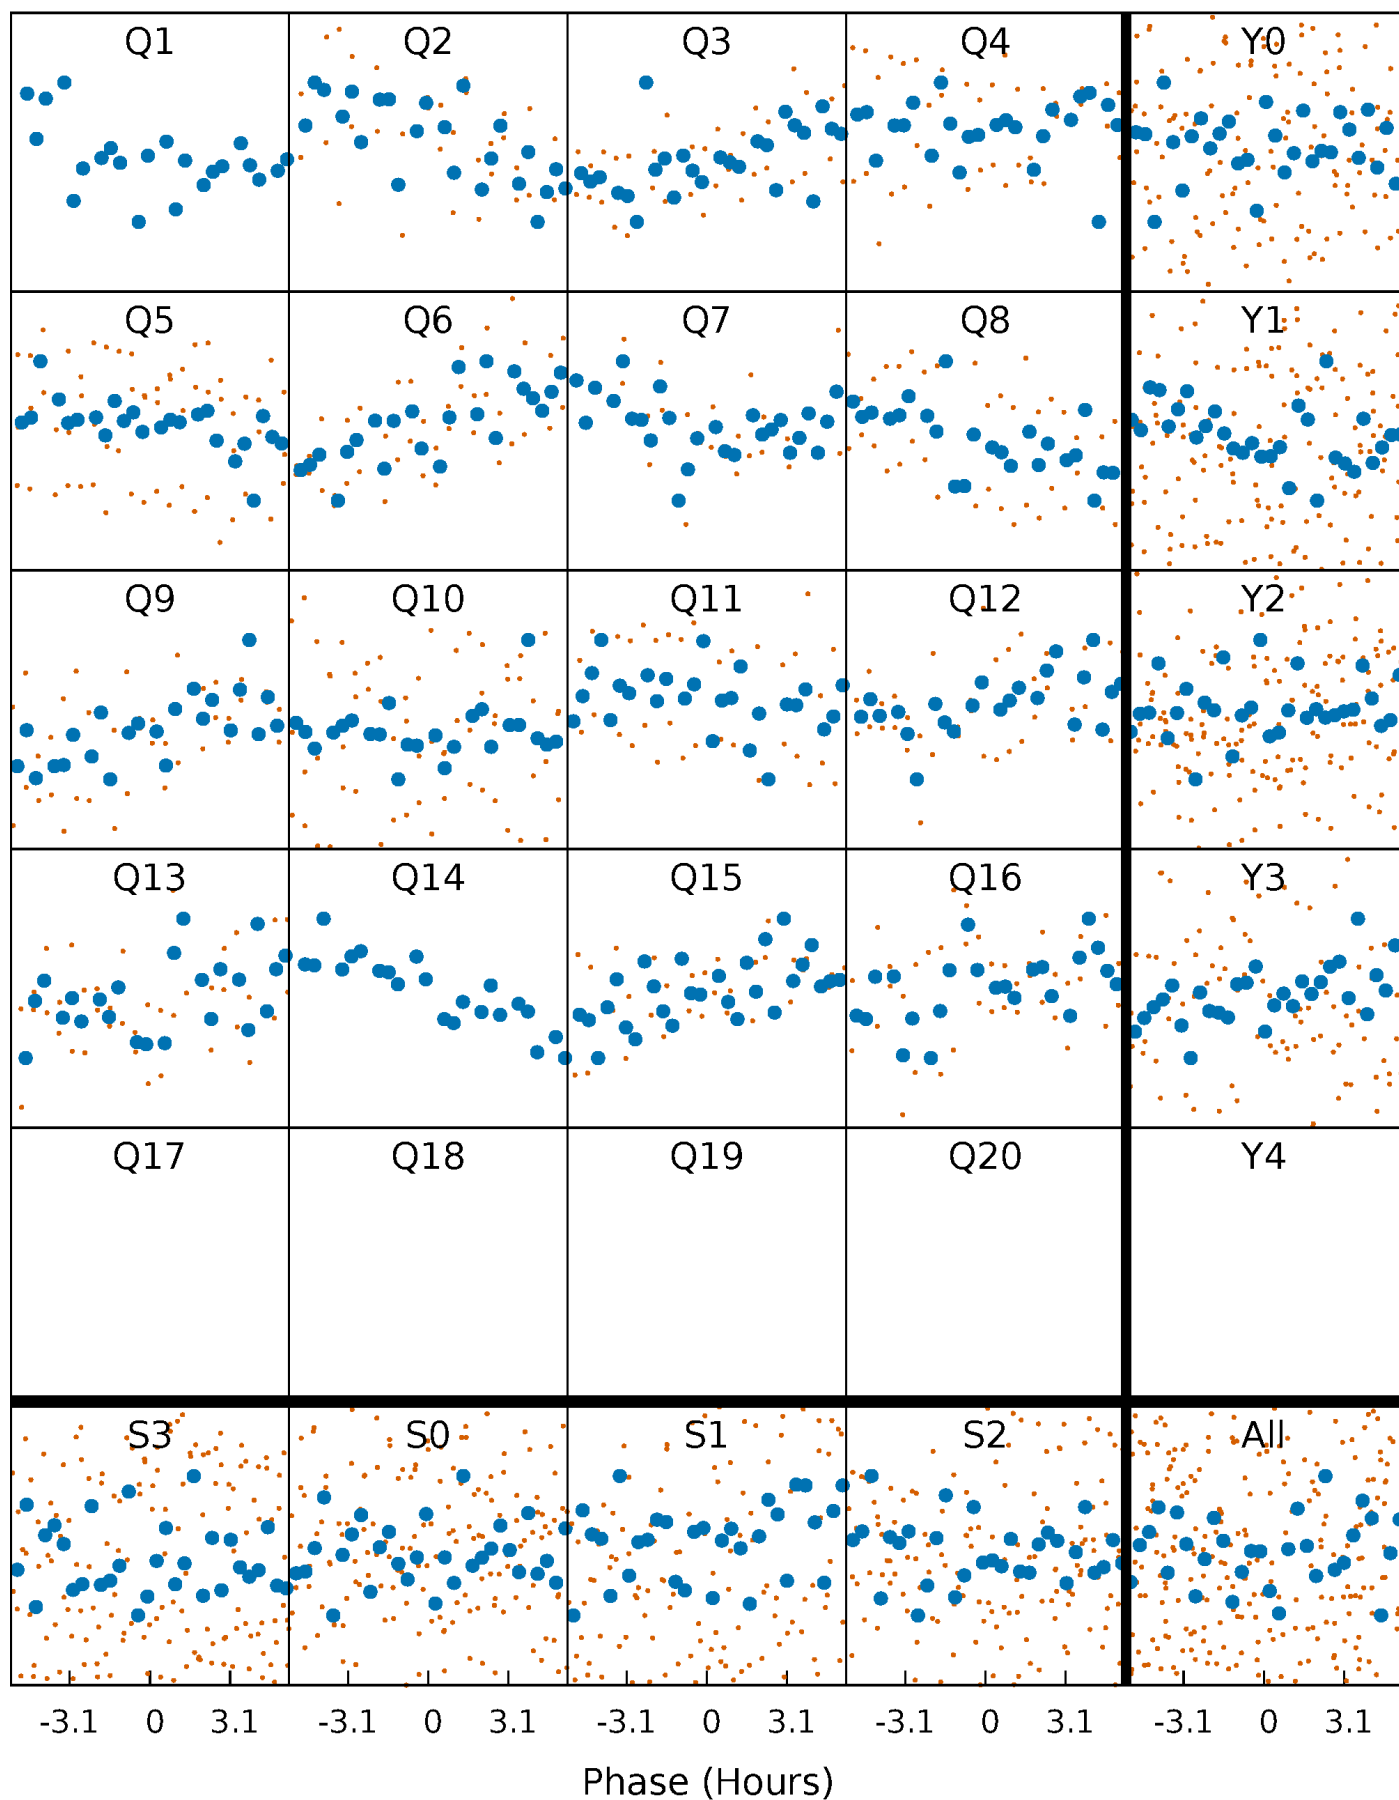 Q1 Q2 Q3 Q4 Y0
Q5 Q6 Q7 Q8 Y1
Q9 Q10 Q11 Q12 Y2
Q13 Q14 Q15 Q16 Y3
Q17 Q18 Q19 Q20 Y4
S3 S0 S1 S2 All
-3.1 0 3.1 -3.1 0 3.1 -3.1 0 3.1 -3.1 0 3.1 -3.1 0 3.1
Phase (Hours)